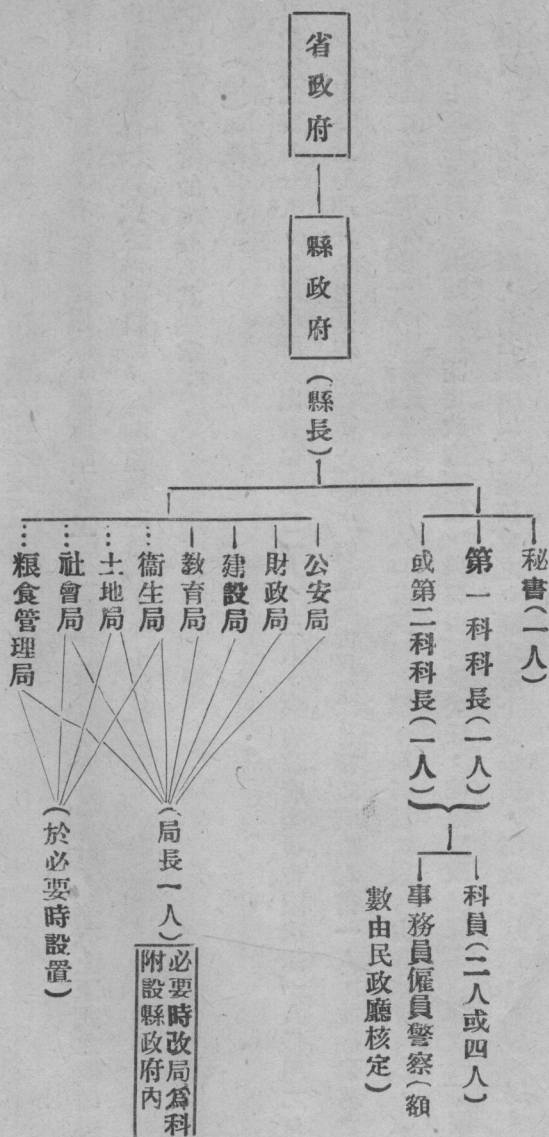 省政府
縣政府
(縣長)
秘書(一人)
第一科科長(一人)
或第二科科長(一人)
科員(二人或四人)
事務員僱員警察(額
數由民政廳核定)
公安局
財政局
建設局
教育局
衞生局
土地局
社會局
糧食管理局
(局長一人)
必要時改局爲科
附設縣政府內
(於必要時設置)